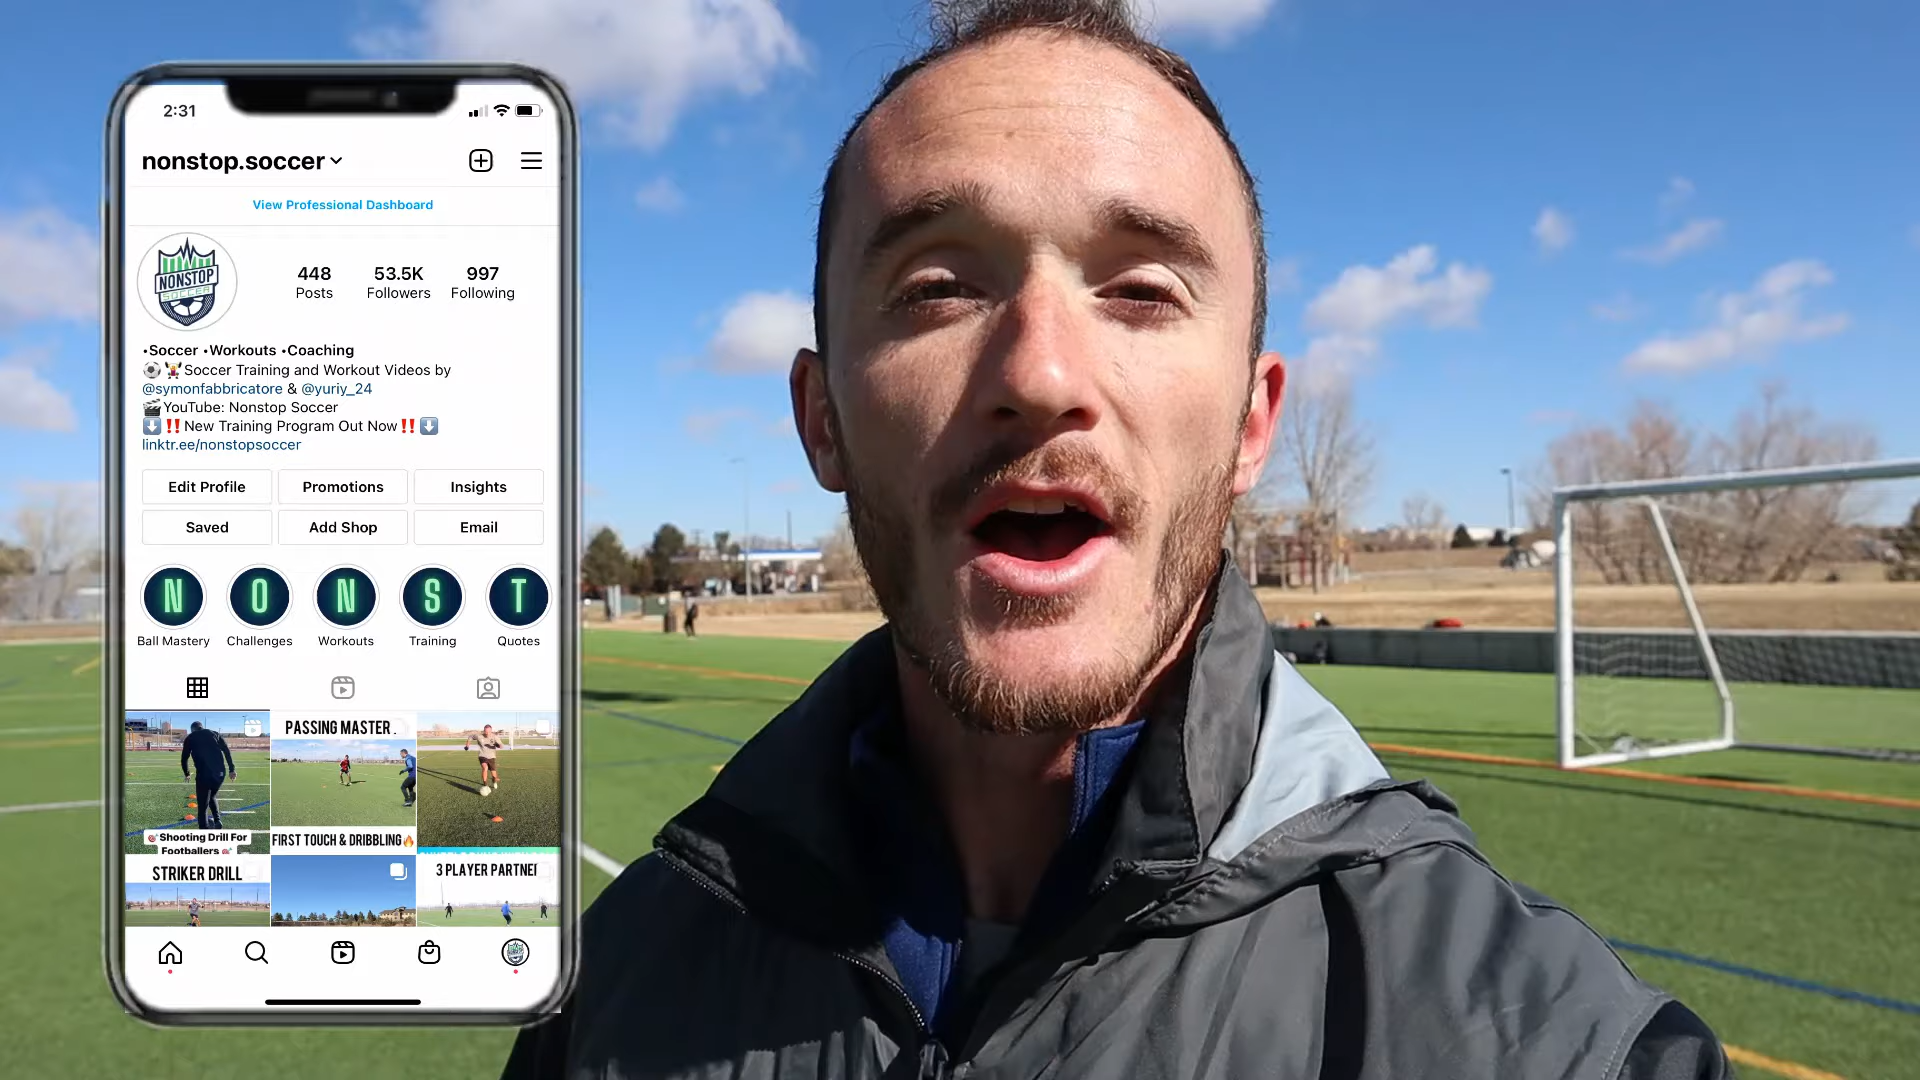 2:31
nonstop.soccer
View Professional Dashboard
NONSTOP
SOCCER
448 53.5K 997
Posts Followers Following
•Soccer •Workouts •Coaching
⚽🏋️‍♀️Soccer Training and Workout Videos by
@symonfabbricatore & @yuriy_24
🎬YouTube: Nonstop Soccer
⬇️‼️New Training Program Out Now‼️⬇️
linktr.ee/nonstopsoccer
Edit Profile Promotions Insights
Saved Add Shop Email
N O N S T
Ball Mastery Challenges Workouts Training Quotes
PASSING MASTER .
🎯Shooting Drill For
Footballers 🎯
FIRST TOUCH & DRIBBLING🔥
STRIKER DRILL
3 PLAYER PARTNE